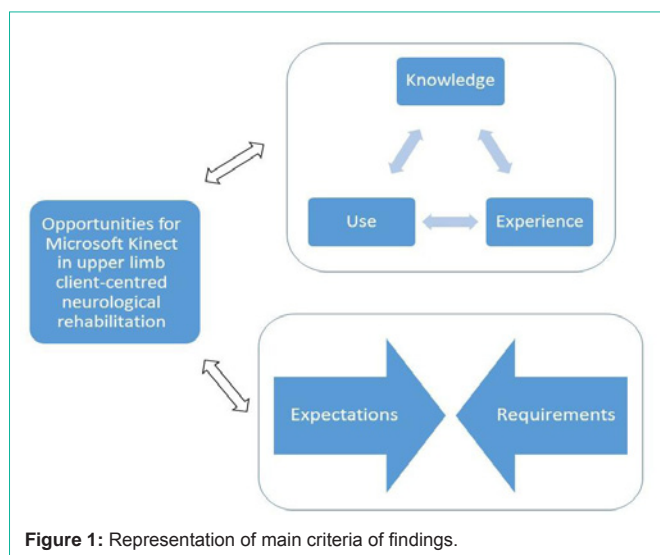 Knowledge
Use
Experience
Opportunities for
Microsoft Kinect
in upper limb
client-centred
neurological
rehabilitation
Expectations
Requirements
Figure 1: Representation of main criteria of findings.